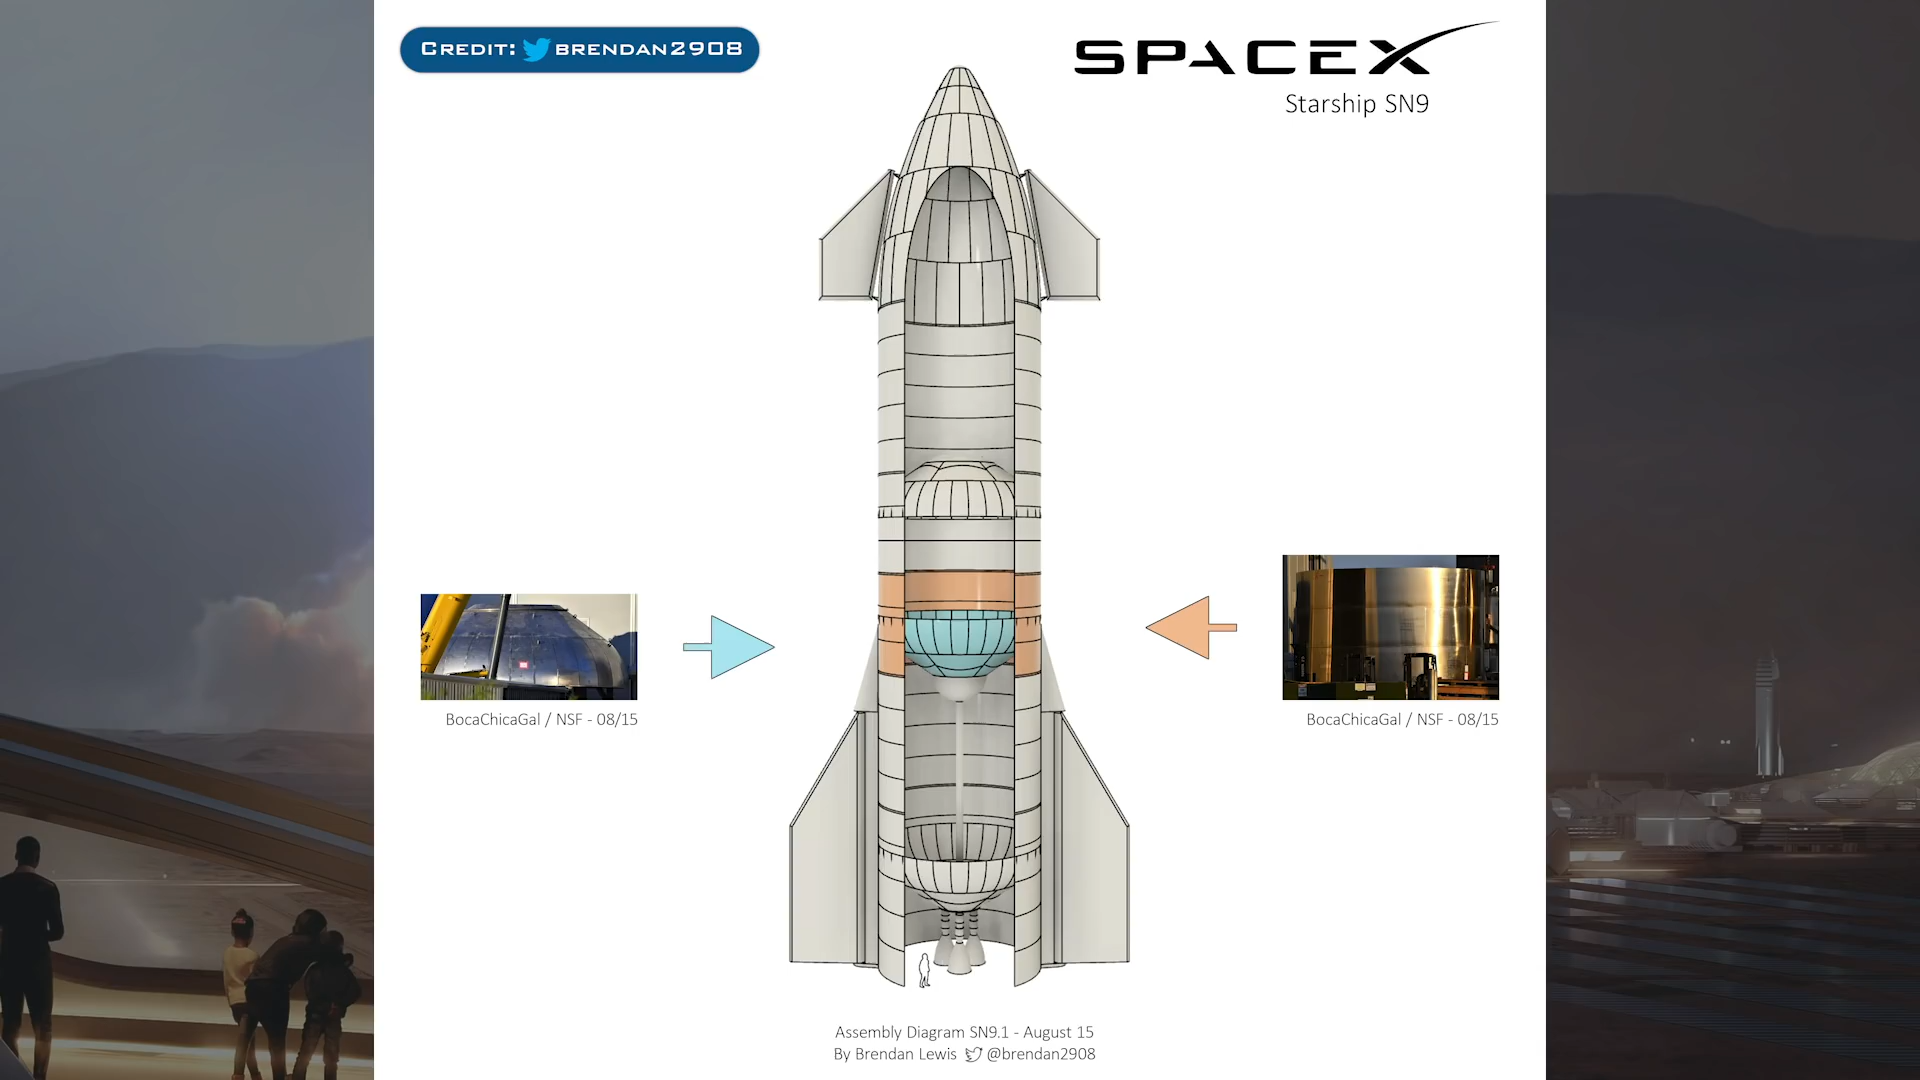 CREDIT: BRENDAN2908
SPACEX
Starship SN9
BocaChicaGal / NSF - 08/15
BocaChicaGal / NSF - 08/15
Assembly Diagram SN9.1 - August 15
By Brendan Lewis @brendan2908